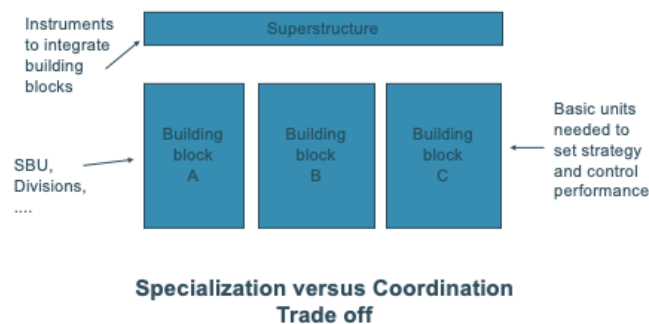 Instruments
to integrate
building
blocks
Superstructure
Building
block
A
Building
block
B
Building
block
C
SBU,
Divisions,
....
Basic units
needed to
set strategy
and control
performance
Specialization versus Coordination
Trade off